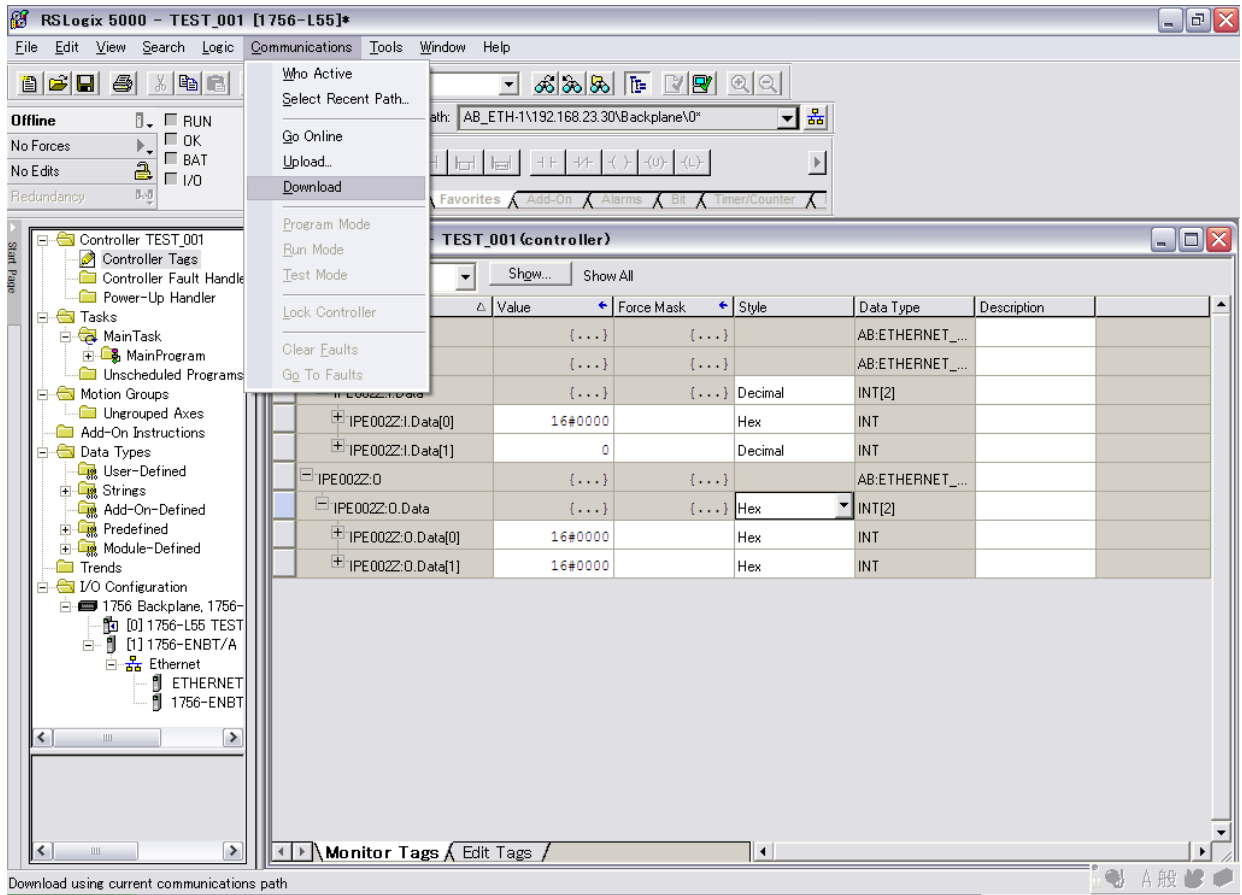 RSLogix 5000 - TEST_001 [1756-L55]*
File Edit View Search Logic Communications Tools Window Help
Who Active
Select Recent Path...
Go Online
Upload...
Download
Program Mode
Run Mode
Test Mode
Lock Controller
Clear Faults
Go To Faults
Offline RUN
No Forces OK
BAT
No Edits I/O
Redundancy
ath: AB_ETH-1\192.168.23.30\Backplane\0*
Favorites Add-On Alarms Bit Timer/Counter
Start Page
Controller TEST_001
Controller Tags
Controller Fault Handle
Power-Up Handler
Tasks
MainTask
MainProgram
Unscheduled Programs
Motion Groups
Ungrouped Axes
Add-On Instructions
Data Types
User-Defined
Strings
Add-On-Defined
Predefined
Module-Defined
Trends
I/O Configuration
1756 Backplane, 1756-
[0] 1756-L55 TEST
[1] 1756-ENBT/A
Ethernet
ETHERNET
1756-ENBT
- TEST_001(controller)
Show... Show All
Value Force Mask Style Data Type Description
{...} {...} AB:ETHERNET_...
{...} {...} AB:ETHERNET_...
IPE002Z:I.Data {...} {...} Decimal INT[2]
IPE002Z:I.Data[0] 16#0000 Hex INT
IPE002Z:I.Data[1] 0 Decimal INT
IPE002Z:O {...} {...} AB:ETHERNET_...
IPE002Z:O.Data {...} {...} Hex INT[2]
IPE002Z:O.Data[0] 16#0000 Hex INT
IPE002Z:O.Data[1] 16#0000 Hex INT
Monitor Tags Edit Tags
Download using current communications path
A 般